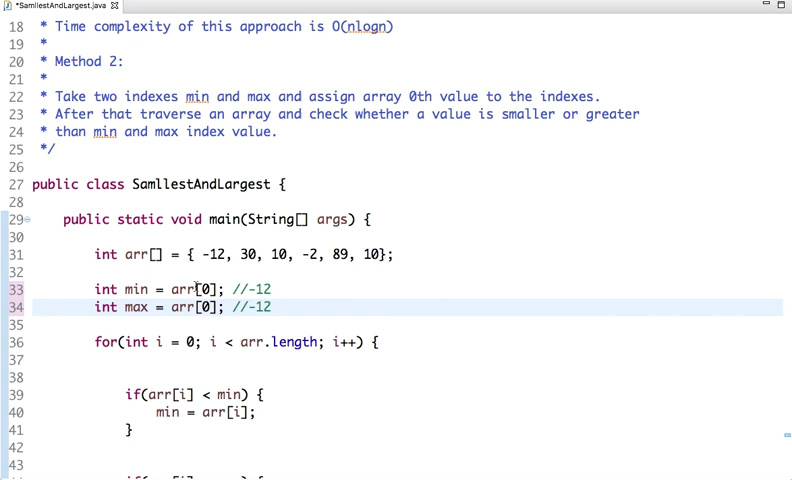 *SamllestAndLargest.java
18 * Time complexity of this approach is O(nlogn)
19 *
20 * Method 2:
21 *
22 * Take two indexes min and max and assign array 0th value to the indexes.
23 * After that traverse an array and check whether a value is smaller or greater
24 * than min and max index value.
25 */
26
27 public class SamllestAndLargest {
28
29 public static void main(String[] args) {
30
31 int arr[] = { -12, 30, 10, -2, 89, 10};
32
33 int min = arr[0]; //-12
34 int max = arr[0]; //-12
35
36 for(int i = 0; i < arr.length; i++) {
37
38
39 if(arr[i] < min) {
40 min = arr[i];
41 }
42
43